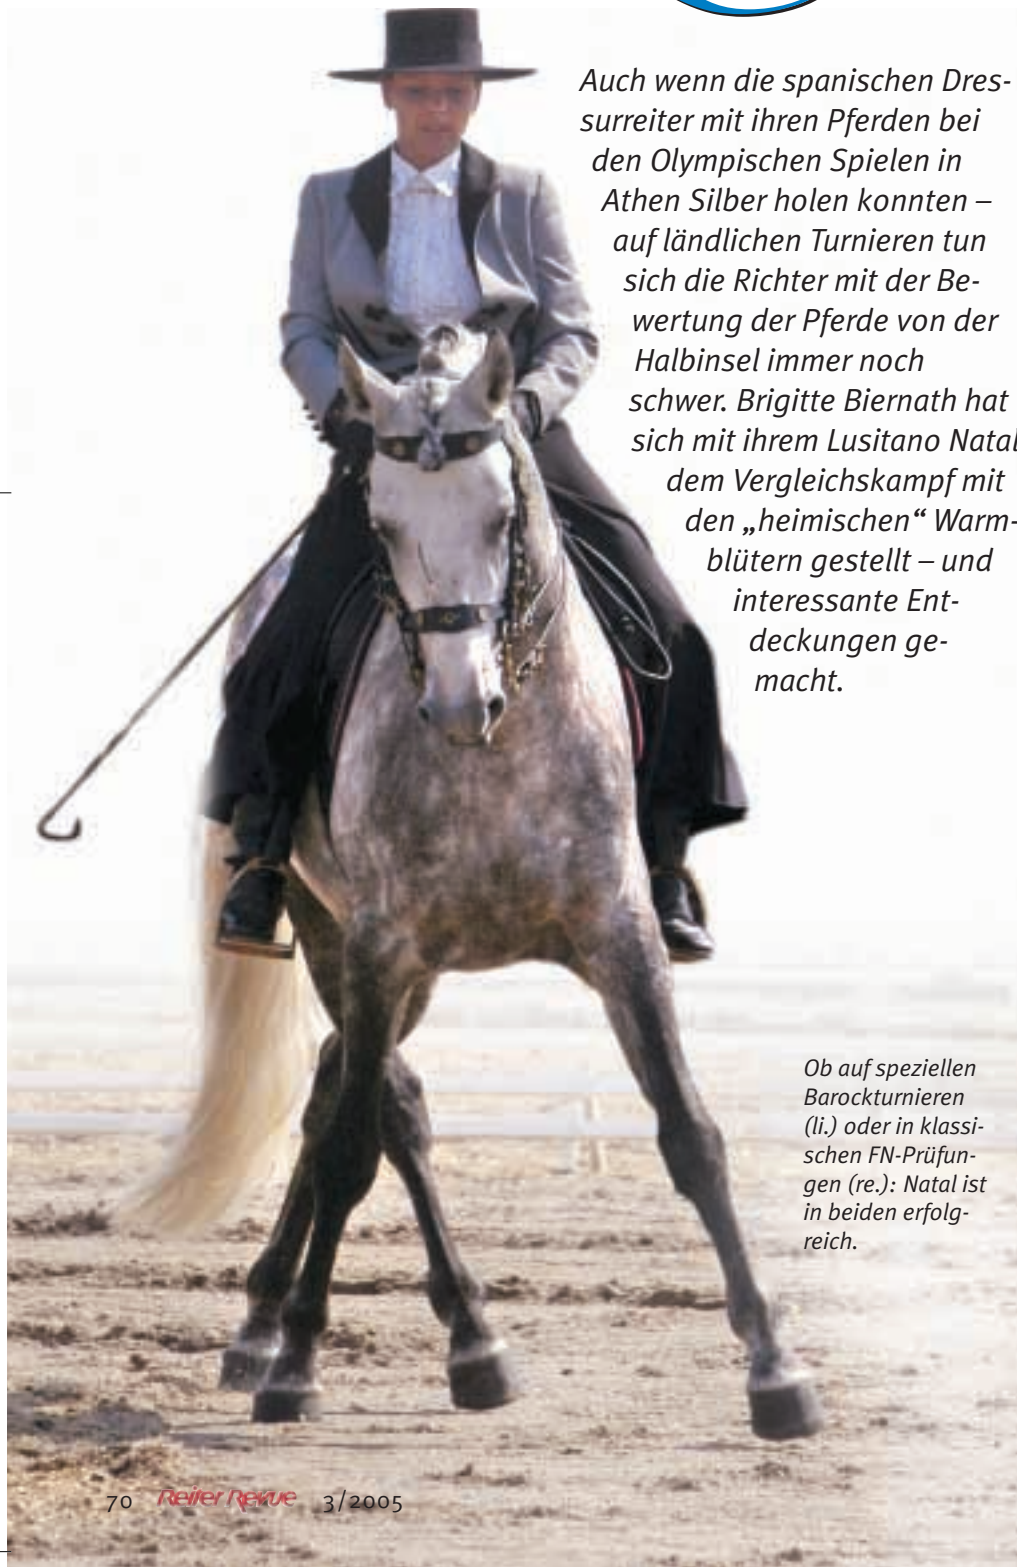 Auch wenn die spanischen Dres-
surreiter mit ihren Pferden bei
den Olympischen Spielen in
Athen Silber holen konnten –
auf ländlichen Turnieren tun
sich die Richter mit der Be-
wertung der Pferde von der
Halbinsel immer noch
schwer. Brigitte Biernath hat
sich mit ihrem Lusitano Natal
dem Vergleichskampf mit
den „heimischen“ Warm-
blütern gestellt – und
interessante Ent-
deckungen ge-
macht.
Ob auf speziellen
Barockturnieren
(li.) oder in klassi-
schen FN-Prüfun-
gen (re.): Natal ist
in beiden erfolg-
reich.
70 Reiter Revue 3/2005